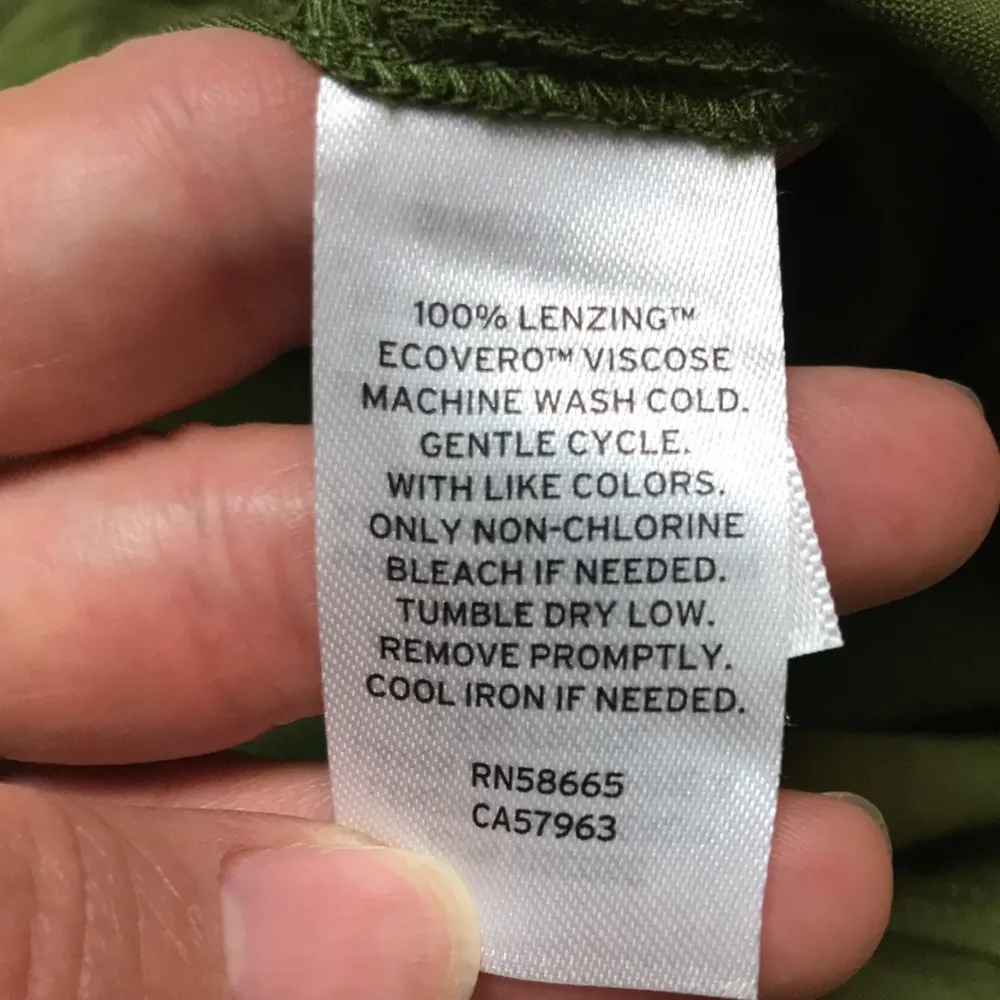 100% LENZING™
ECOVERO™ VISCOSE
MACHINE WASH COLD.
GENTLE CYCLE.
WITH LIKE COLORS.
ONLY NON-CHLORINE
BLEACH IF NEEDED.
TUMBLE DRY LOW.
REMOVE PROMPTLY.
COOL IRON IF NEEDED.
RN58665
CA57963